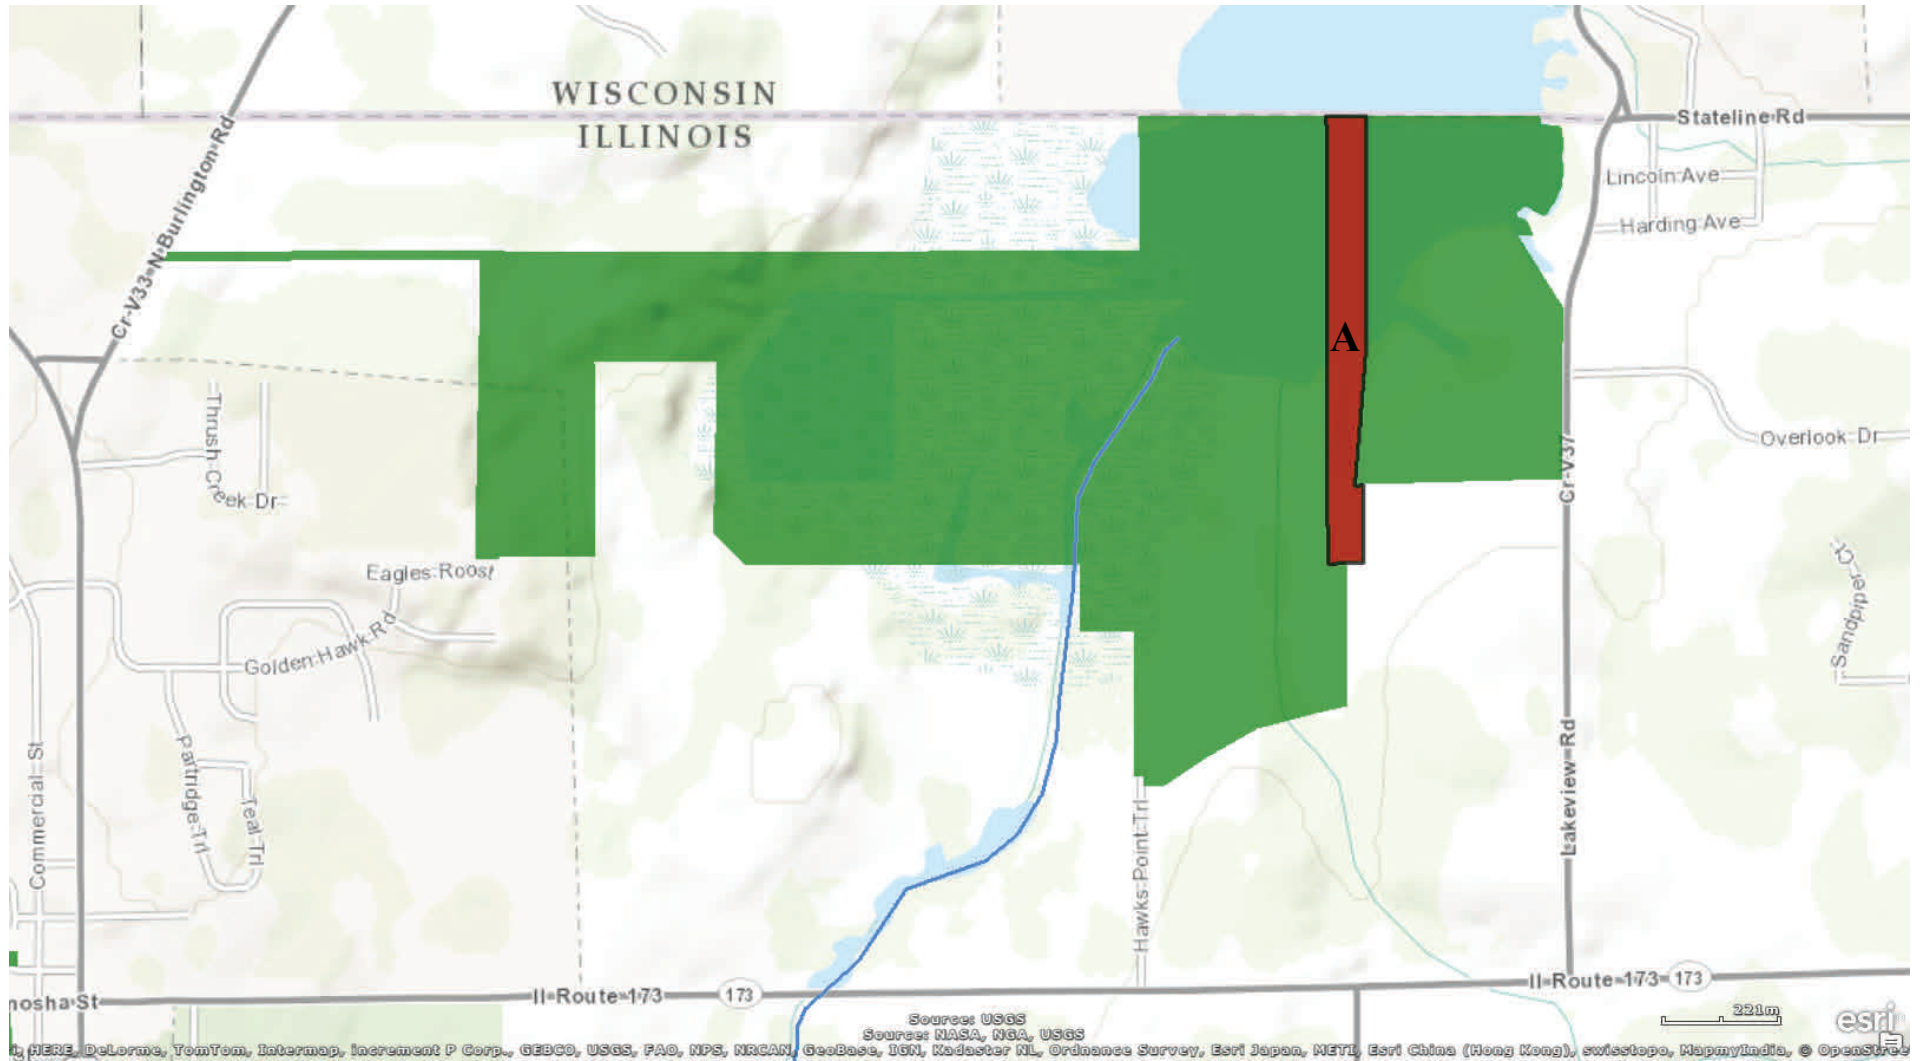 WISCONSIN
ILLINOIS
Stateline Rd
Cr-V33-N Burlington Rd
Lincoln Ave
Harding Ave
A
Thrush Creek Dr
Cr-V37
Overlook Dr
Eagles Roost
Golden Hawk Rd
Sandpiper Ct
Commercial St
Partridge Trl
Teal Trl
Lakeview Rd
Hawks Point Trl
Il Route 173
173
Il Route 173
173
nosha St
221m
esri
Source: USGS
Source: NASA, NGA, USGS
HERE, DeLorme, TomTom, Intermap, increment P Corp., GEBCO, USGS, FAO, NPS, NRCAN, GeoBase, IGN, Kadaster NL, Ordnance Survey, Esri Japan, METI, Esri China (Hong Kong), swisstopo, MapmyIndia, © OpenStree